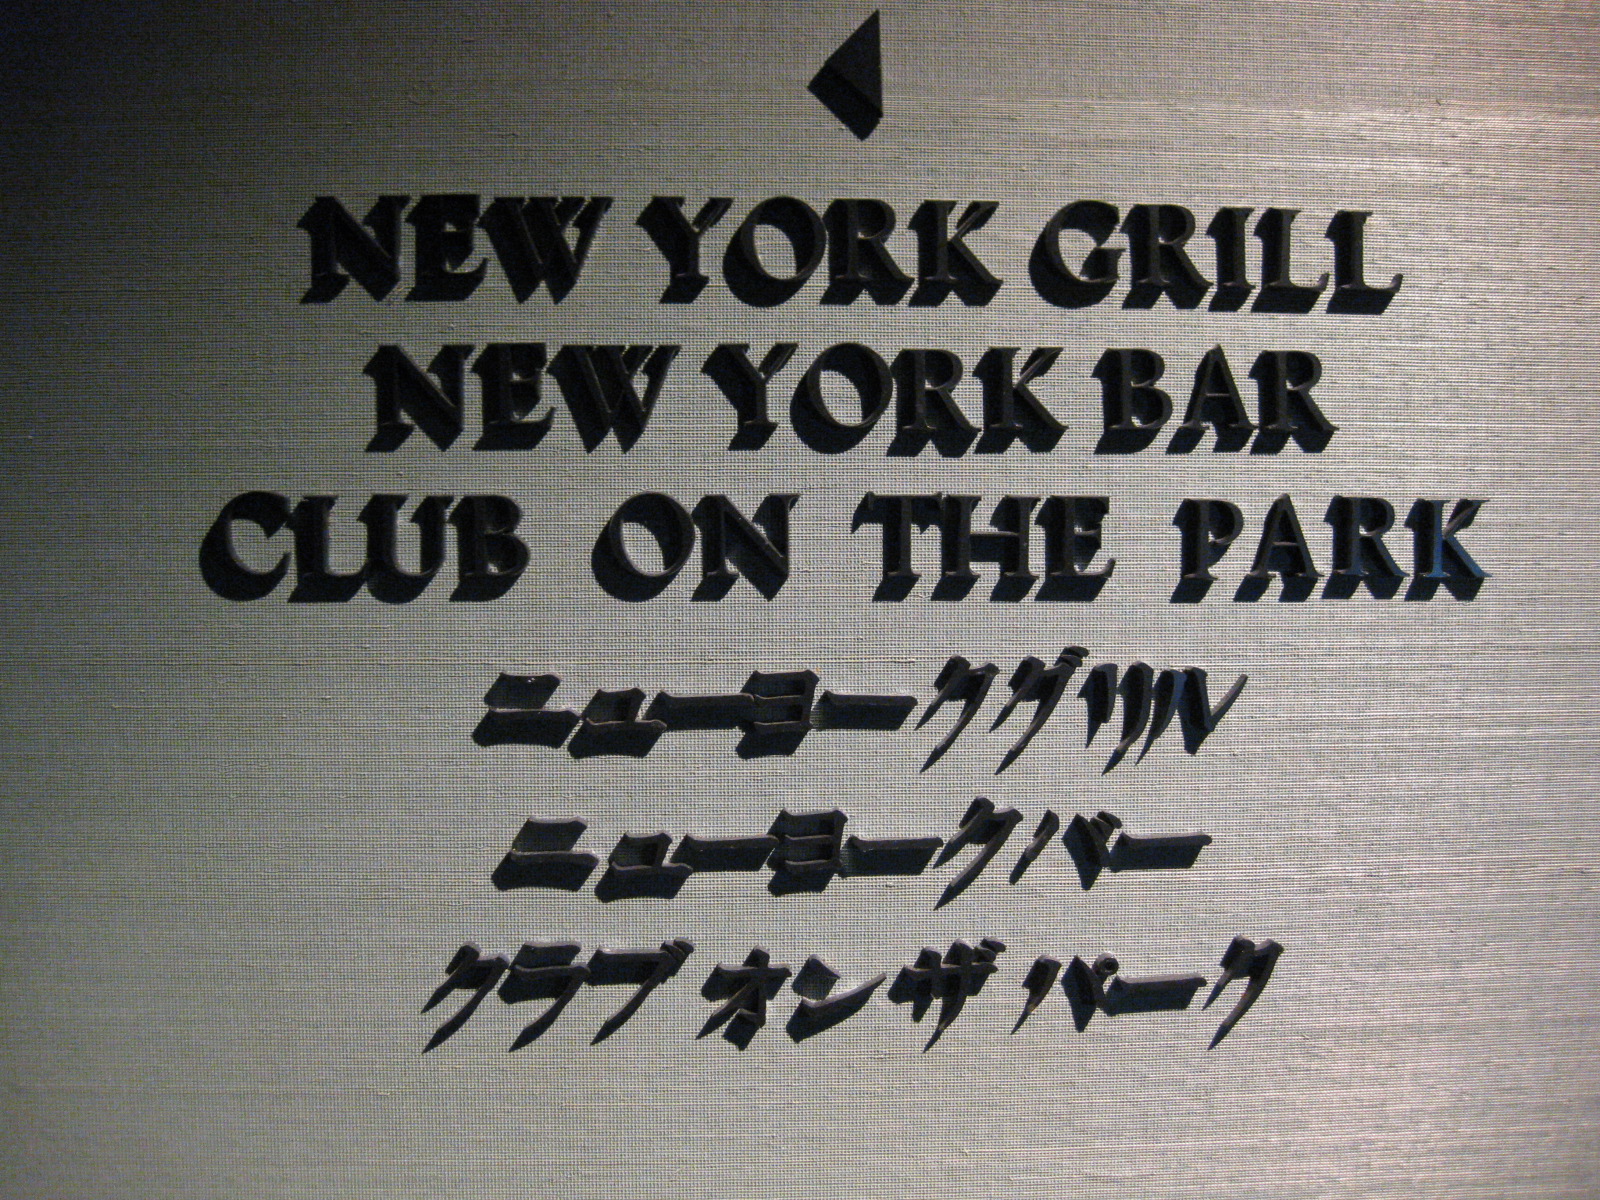 NEW YORK GRILL
NEW YORK BAR
CLUB ON THE PARK
ニューヨークグリル
ニューヨークバー
クラブ オン ザ パーク